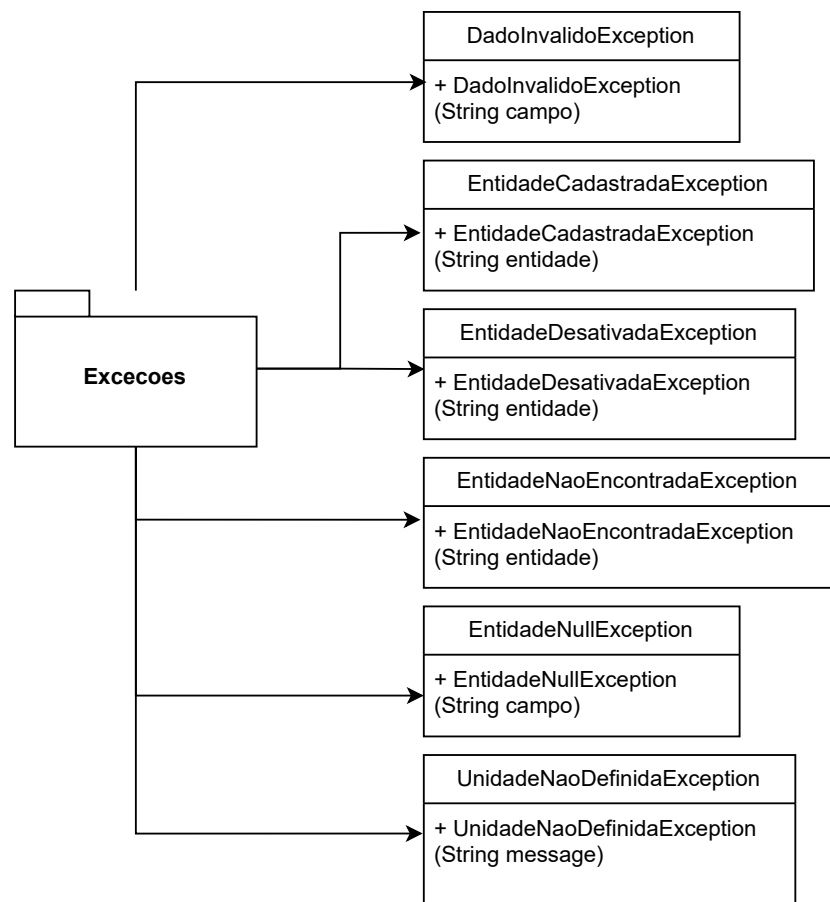 DadoInvalidoException
+ DadoInvalidoException
(String campo)
EntidadeCadastradaException
+ EntidadeCadastradaException
(String entidade)
Excecoes
EntidadeDesativadaException
+ EntidadeDesativadaException
(String entidade)
EntidadeNaoEncontradaException
+ EntidadeNaoEncontradaException
(String entidade)
EntidadeNullException
+ EntidadeNullException
(String campo)
UnidadeNaoDefinidaException
+ UnidadeNaoDefinidaException
(String message)